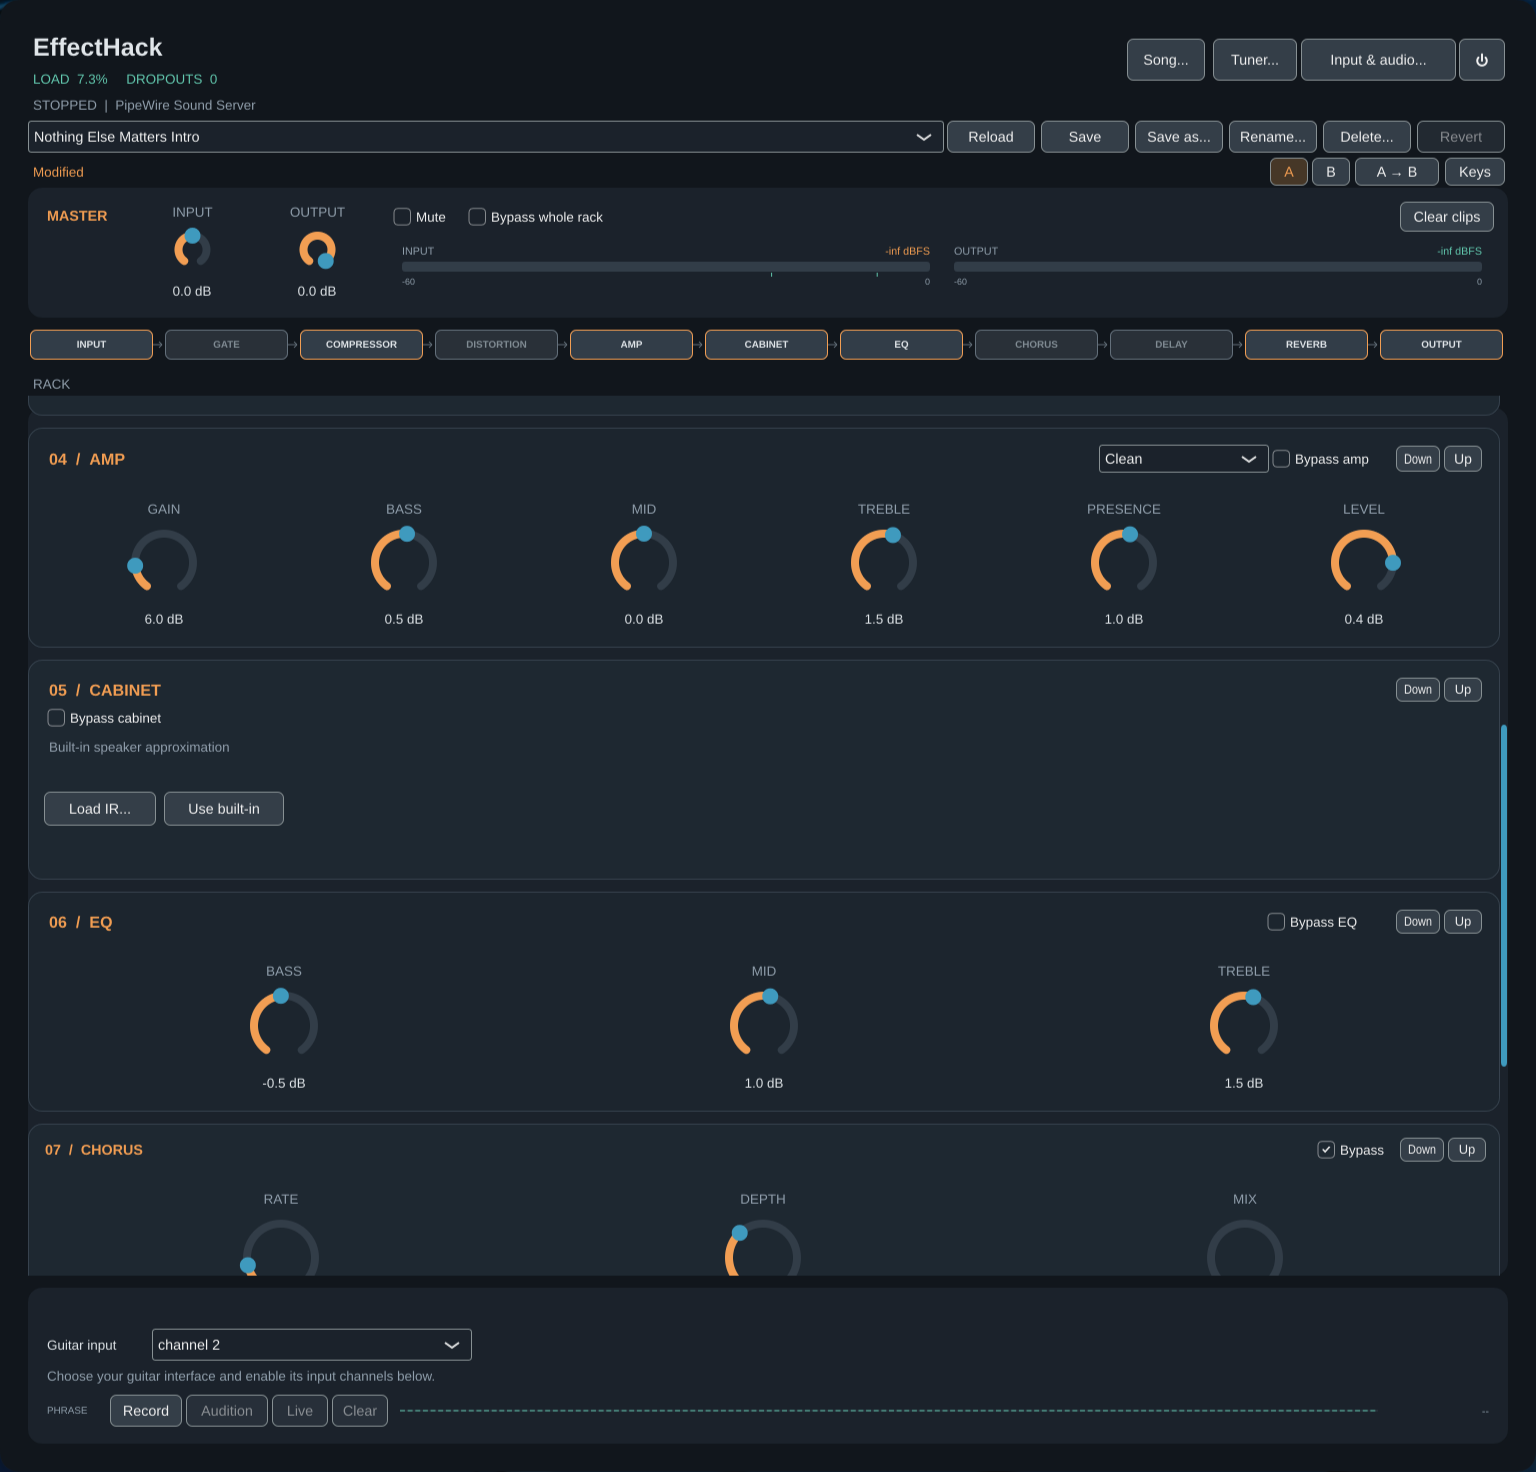 EffectHack
LOAD 7.3% DROPOUTS 0
STOPPED | PipeWire Sound Server
Song... Tuner... Input & audio...
Nothing Else Matters Intro
Reload Save Save as... Rename... Delete... Revert
Modified
A B A → B Keys
MASTER
INPUT OUTPUT
0.0 dB 0.0 dB
Mute Bypass whole rack
Clear clips
INPUT -inf dBFS OUTPUT -inf dBFS
-60 0 -60 0
INPUT GATE COMPRESSOR DISTORTION AMP CABINET EQ CHORUS DELAY REVERB OUTPUT
RACK
04 / AMP
Clean Bypass amp Down Up
GAIN BASS MID TREBLE PRESENCE LEVEL
6.0 dB 0.5 dB 0.0 dB 1.5 dB 1.0 dB 0.4 dB
05 / CABINET
Down Up
Bypass cabinet
Built-in speaker approximation
Load IR... Use built-in
06 / EQ
Bypass EQ Down Up
BASS MID TREBLE
-0.5 dB 1.0 dB 1.5 dB
07 / CHORUS
Bypass Down Up
RATE DEPTH MIX
Guitar input channel 2
Choose your guitar interface and enable its input channels below.
PHRASE Record Audition Live Clear --